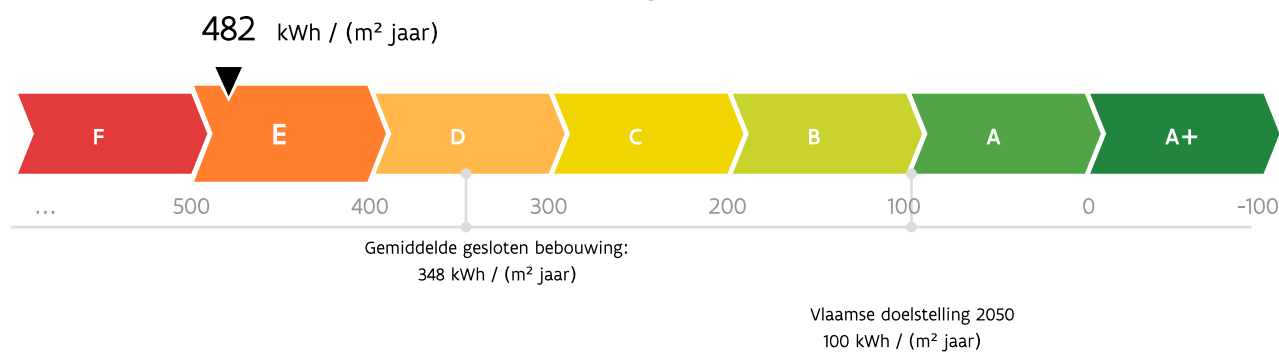 482 kWh / (m² jaar)
F E D C B A A+
... 500 400 300 200 100 0 -100
Gemiddelde gesloten bebouwing:
348 kWh / (m² jaar)
Vlaamse doelstelling 2050
100 kWh / (m² jaar)